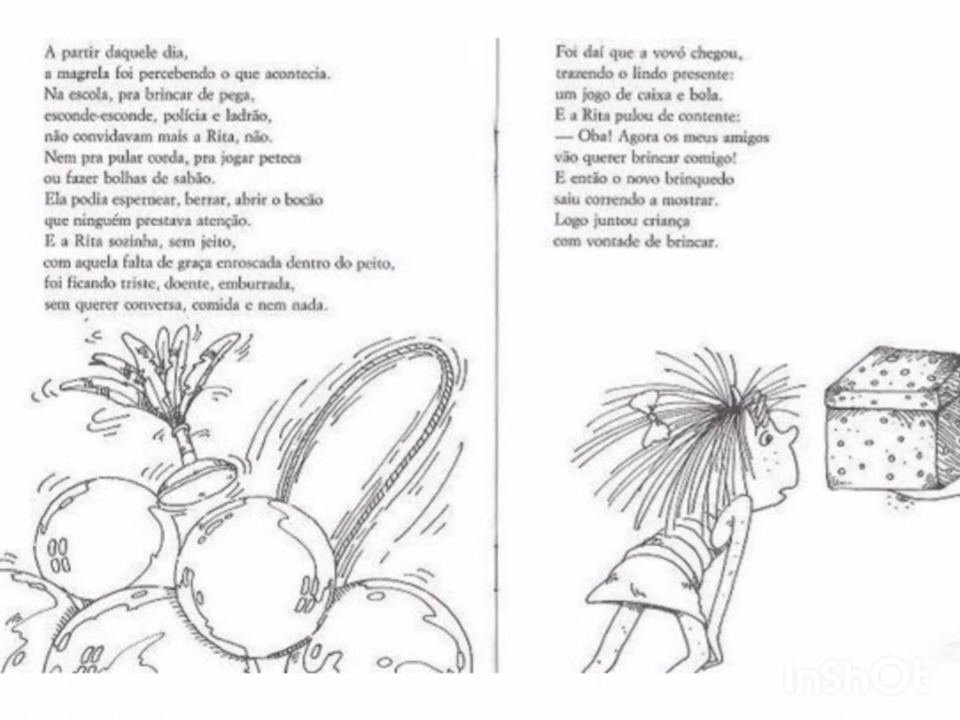 A partir daquele dia,
a magrela foi percebendo o que acontecia.
Na escola, pra brincar de pega,
esconde-esconde, polícia e ladrão,
não convidavam mais a Rita, não.
Nem pra pular corda, pra jogar peteca
ou fazer bolhas de sabão.
Ela podia espernear, berrar, abrir o bocão
que ninguém prestava atenção.
E a Rita sozinha, sem jeito,
com aquela falta de graça enroscada dentro do peito,
foi ficando triste, doente, emburrada,
sem querer conversa, comida e nem nada.
Foi daí que a vovó chegou,
trazendo o lindo presente:
um jogo de caixa e bola.
E a Rita pulou de contente:
— Oba! Agora os meus amigos
vão querer brincar comigo!
E então o novo brinquedo
saiu correndo a mostrar.
Logo juntou criança
com vontade de brincar.
InShOt